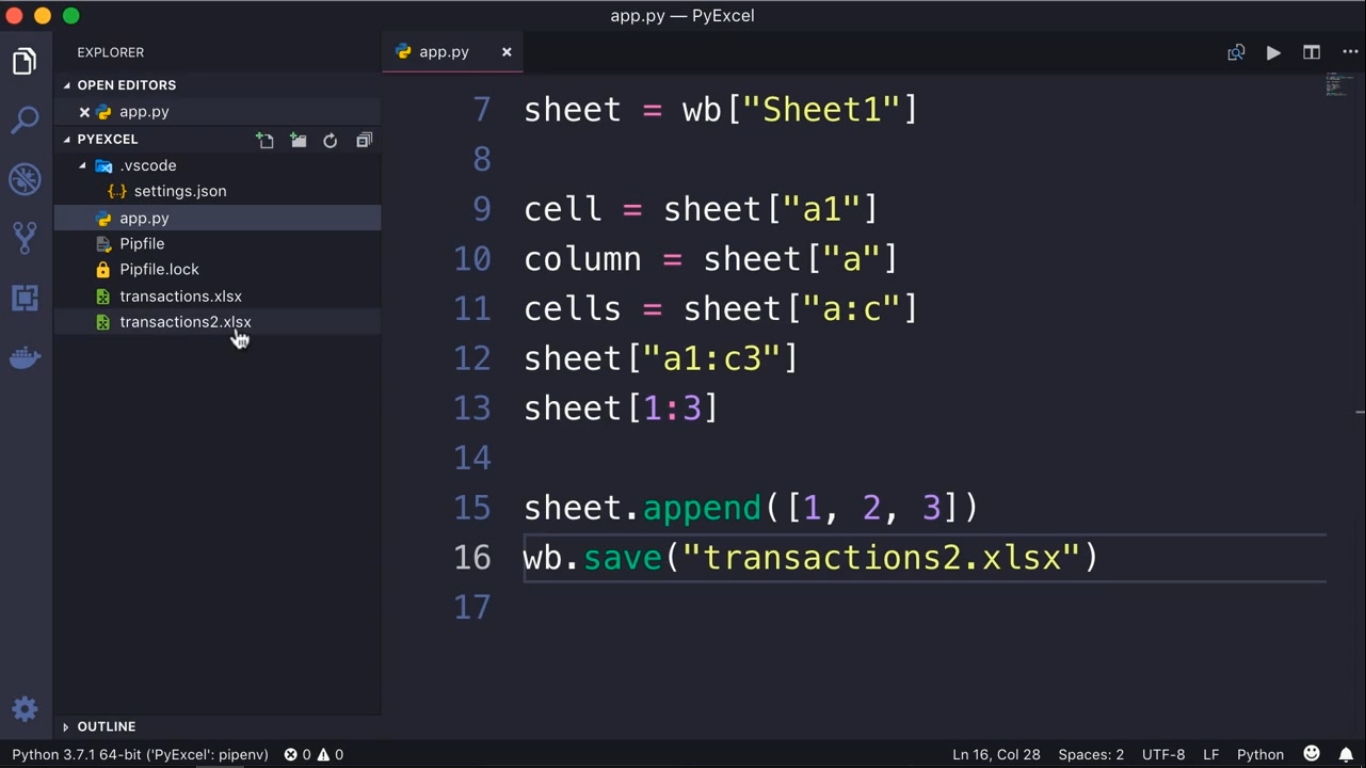 app.py — PyExcel
EXPLORER
OPEN EDITORS
app.py
PYEXCEL
.vscode
{..} settings.json
app.py
Pipfile
Pipfile.lock
transactions.xlsx
transactions2.xlsx
OUTLINE
app.py
7 sheet = wb["Sheet1"]
8
9 cell = sheet["a1"]
10 column = sheet["a"]
11 cells = sheet["a:c"]
12 sheet["a1:c3"]
13 sheet[1:3]
14
15 sheet.append([1, 2, 3])
16 wb.save("transactions2.xlsx")
17
Python 3.7.1 64-bit ('PyExcel': pipenv) 0 0 Ln 16, Col 28 Spaces: 2 UTF-8 LF Python